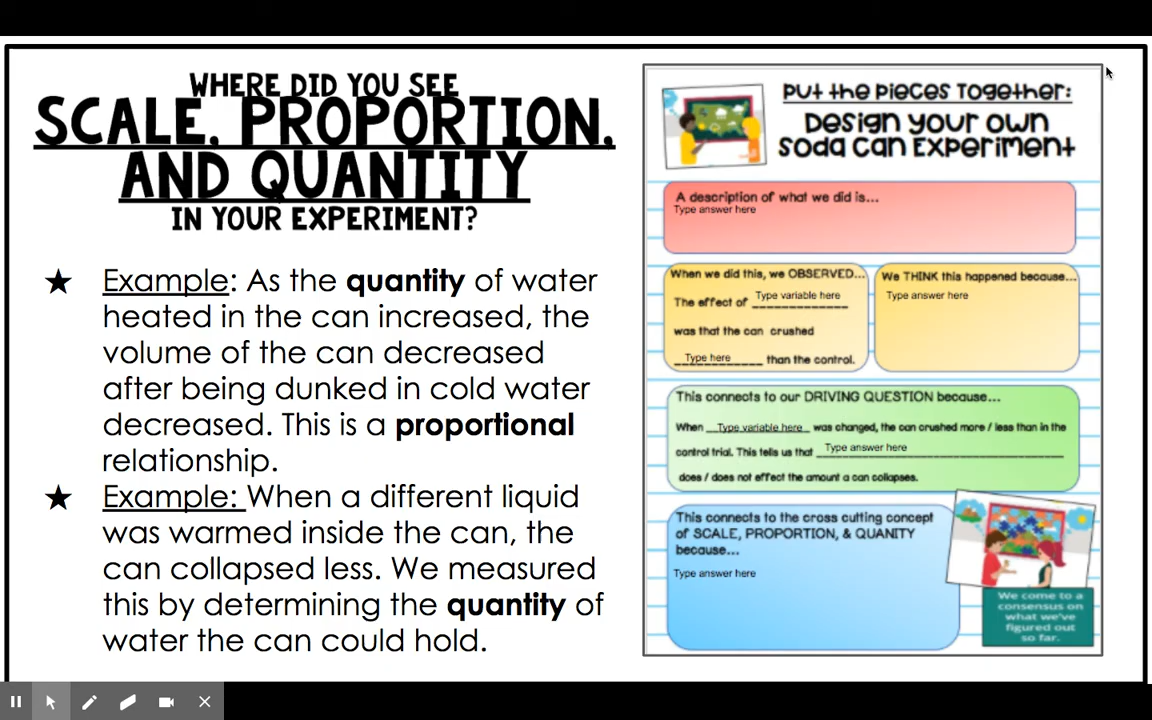 WHERE DID YOU SEE
SCALE, PROPORTION,
AND QUANTITY
IN YOUR EXPERIMENT?
★ Example: As the quantity of water
heated in the can increased, the
volume of the can decreased
after being dunked in cold water
decreased. This is a proportional
relationship.
★ Example: When a different liquid
was warmed inside the can, the
can collapsed less. We measured
this by determining the quantity of
water the can could hold.
Put the Pieces Together:
Design Your Own
Soda Can Experiment
A description of what we did is...
Type answer here
When we did this, we OBSERVED...
The effect of Type variable here
was that the can crushed
Type here than the control.
We THINK this happened because...
Type answer here
This connects to our DRIVING QUESTION because...
When Type variable here was changed, the can crushed more / less than in the
control trial. This tells us that Type answer here
does / does not effect the amount a can collapses.
This connects to the cross cutting concept
of SCALE, PROPORTION, & QUANITY
because...
Type answer here
We come to a
consensus on
what we've
figured out
so far.